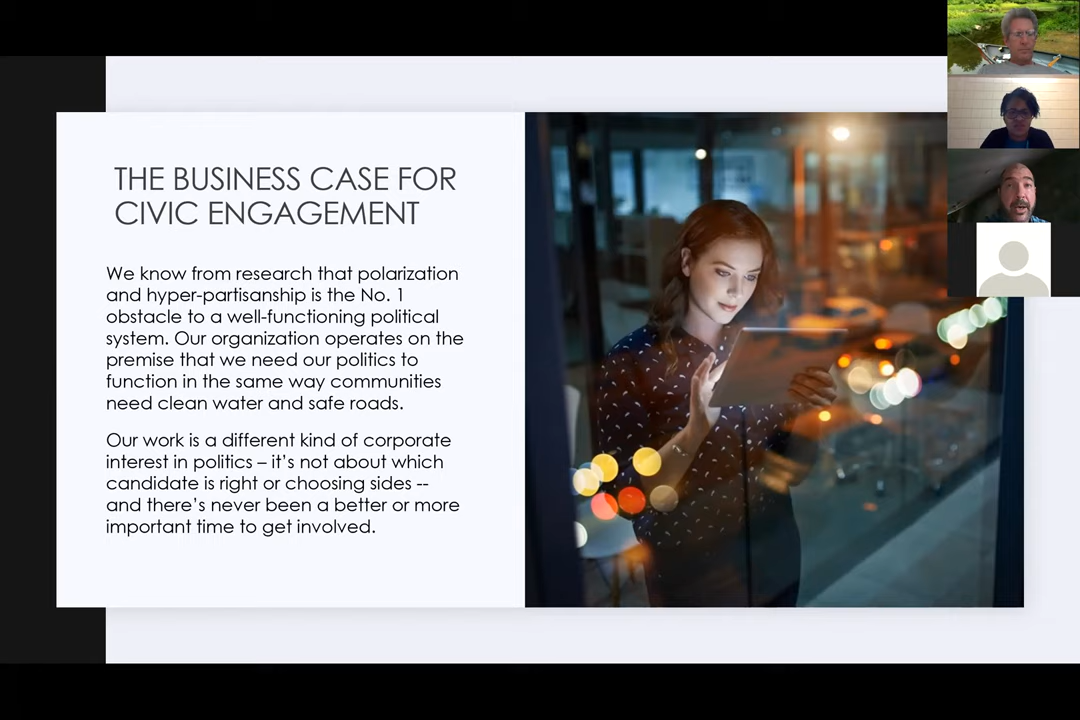 THE BUSINESS CASE FOR
CIVIC ENGAGEMENT
We know from research that polarization
and hyper-partisanship is the No. 1
obstacle to a well-functioning political
system. Our organization operates on the
premise that we need our politics to
function in the same way communities
need clean water and safe roads.
Our work is a different kind of corporate
interest in politics – it’s not about which
candidate is right or choosing sides --
and there’s never been a better or more
important time to get involved.